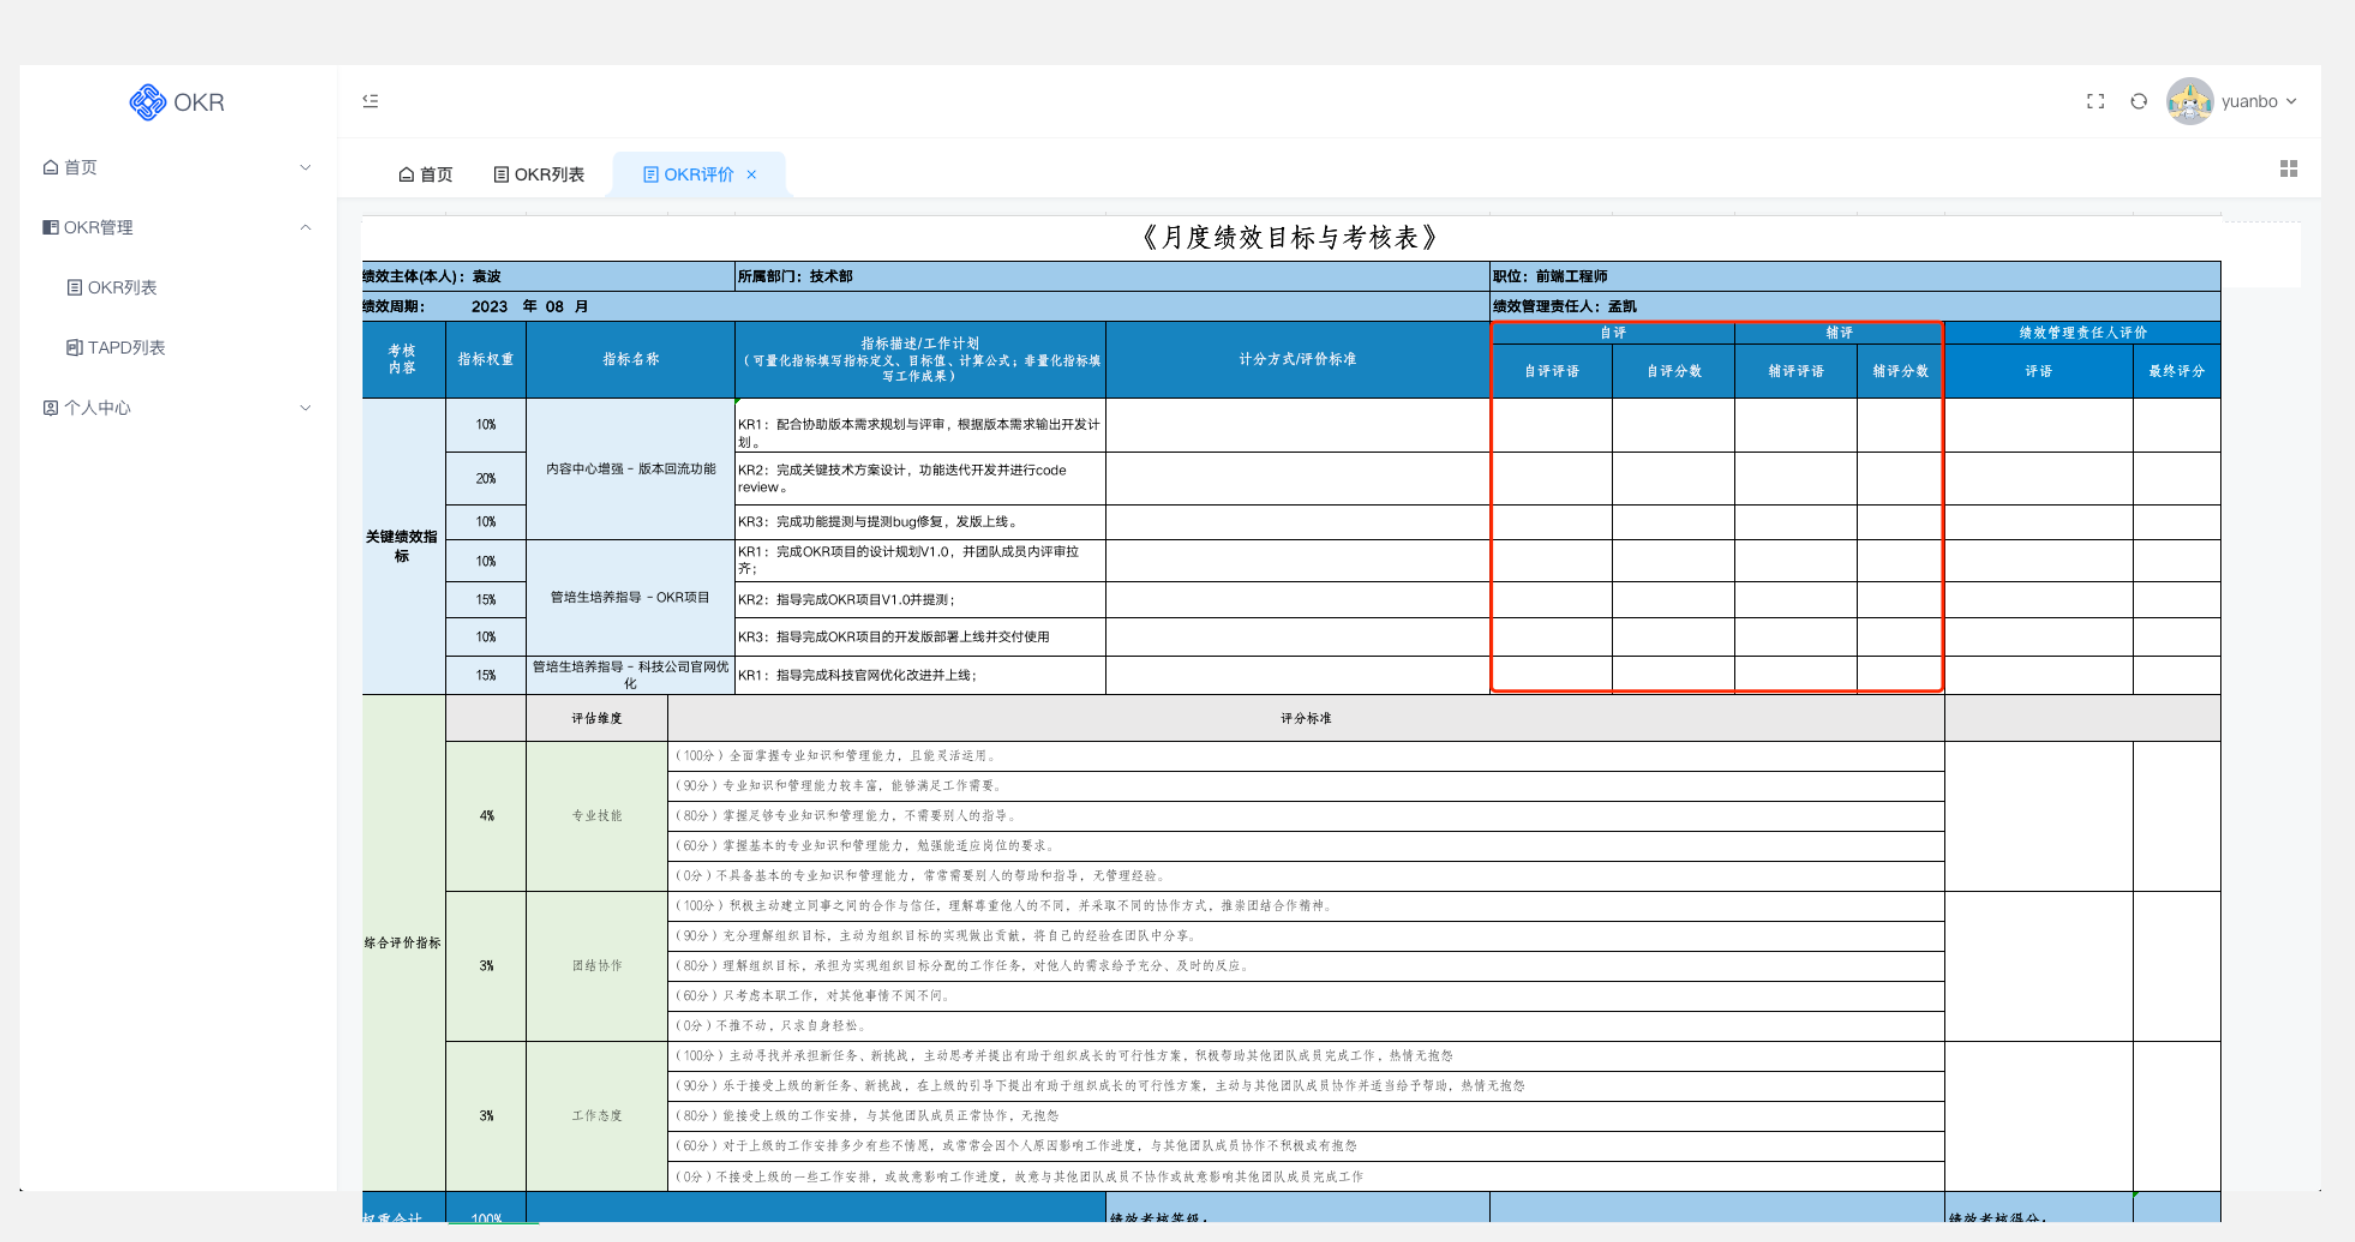 OKR
yuanbo
首页
OKR管理
OKR列表
TAPD列表
个人中心
首页
OKR列表
OKR评价 ×
《月度绩效目标与考核表》
绩效主体(本人)：袁波
所属部门：技术部
职位：前端工程师
绩效周期： 2023 年 08 月
绩效管理责任人：孟凯
考核
内容
指标权重
指标名称
指标描述/工作计划
（可量化指标填写指标定义、目标值、计算公式；非量化指标填
写工作成果）
计分方式/评价标准
自评
辅评
绩效管理责任人评价
自评评语
自评分数
辅评评语
辅评分数
评语
最终评分
关键绩效指
标
10%
内容中心增强 – 版本回流功能
KR1：配合协助版本需求规划与评审，根据版本需求输出开发计
划。
20%
KR2：完成关键技术方案设计，功能迭代开发并进行code
review。
10%
KR3：完成功能提测与提测bug修复，发版上线。
10%
管培生培养指导 – OKR项目
KR1：完成OKR项目的设计规划V1.0，并团队成员内评审拉
齐；
15%
KR2：指导完成OKR项目V1.0并提测；
10%
KR3：指导完成OKR项目的开发版部署上线并交付使用
15%
管培生培养指导 – 科技公司官网优
化
KR1：指导完成科技官网优化改进并上线；
综合评价指标
评估维度
评分标准
4%
专业技能
（100分）全面掌握专业知识和管理能力，且能灵活运用。
（90分）专业知识和管理能力较丰富，能够满足工作需要。
（80分）掌握足够专业知识和管理能力，不需要别人的指导。
（60分）掌握基本的专业知识和管理能力，勉强能适应岗位的要求。
（0分）不具备基本的专业知识和管理能力，常常需要别人的帮助和指导，无管理经验。
3%
团结协作
（100分）积极主动建立同事之间的合作与信任，理解尊重他人的不同，并采取不同的协作方式，推崇团结合作精神。
（90分）充分理解组织目标，主动为组织目标的实现做出贡献，将自己的经验在团队中分享。
（80分）理解组织目标，承担为实现组织目标分配的工作任务，对他人的需求给予充分、及时的反应。
（60分）只考虑本职工作，对其他事情不闻不问。
（0分）不推不动，只求自身轻松。
3%
工作态度
（100分）主动寻找并承担新任务、新挑战，主动思考并提出有助于组织成长的可行性方案，积极帮助其他团队成员完成工作，热情无抱怨
（90分）乐于接受上级的新任务、新挑战，在上级的引导下提出有助于组织成长的可行性方案，主动与其他团队成员协作并适当给予帮助，热情无抱怨
（80分）能接受上级的工作安排，与其他团队成员正常协作，无抱怨
（60分）对于上级的工作安排多少有些不情愿，或常常会因个人原因影响工作进度，与其他团队成员协作不积极或有抱怨
（0分）不接受上级的一些工作安排，或故意影响工作进度，故意与其他团队成员不协作或故意影响其他团队成员完成工作
权重合计
100%
绩效考核等级：
绩效考核得分：